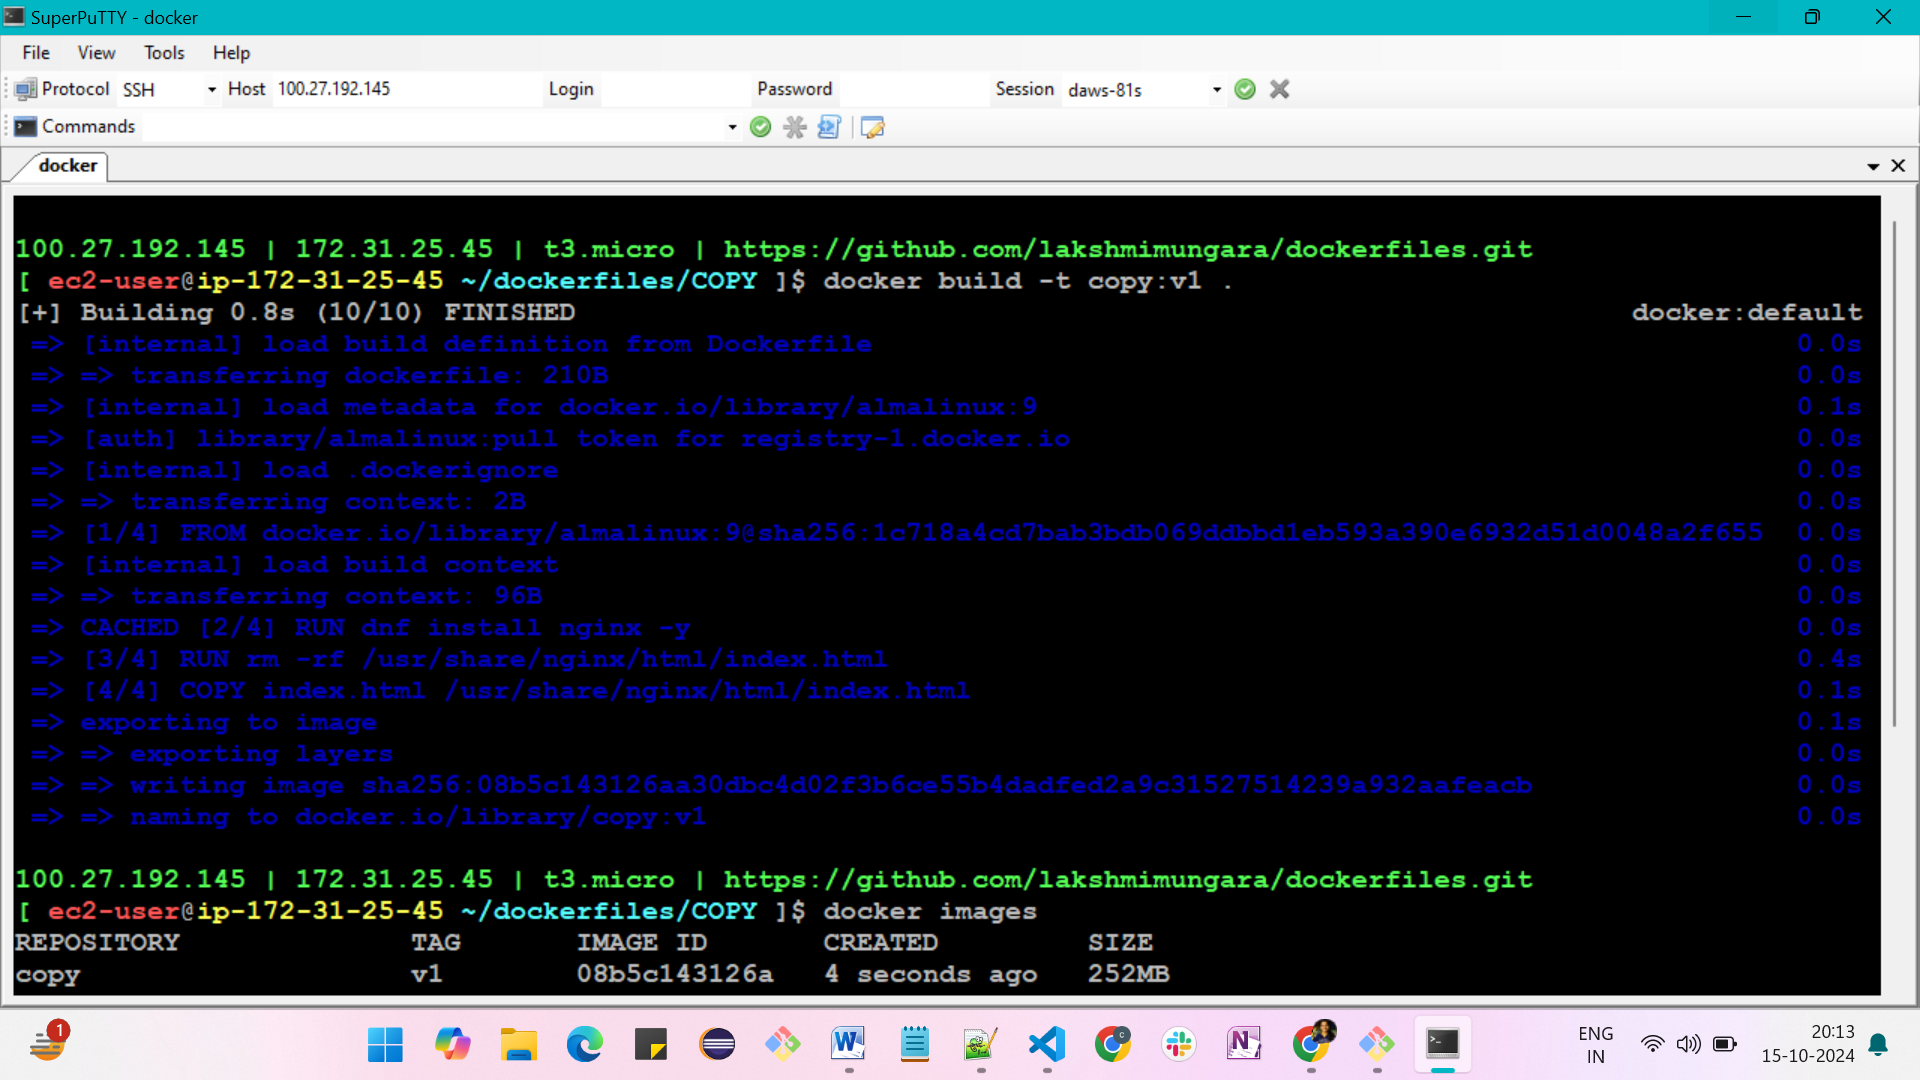 SuperPuTTY - docker
File View Tools Help
Protocol SSH Host 100.27.192.145 Login Password Session daws-81s
Commands
docker
100.27.192.145 | 172.31.25.45 | t3.micro | https://github.com/lakshmimungara/dockerfiles.git
[ ec2-user@ip-172-31-25-45 ~/dockerfiles/COPY ]$ docker build -t copy:v1 .
[+] Building 0.8s (10/10) FINISHED docker:default
=> [internal] load build definition from Dockerfile 0.0s
=> => transferring dockerfile: 210B 0.0s
=> [internal] load metadata for docker.io/library/almalinux:9 0.1s
=> [auth] library/almalinux:pull token for registry-1.docker.io 0.0s
=> [internal] load .dockerignore 0.0s
=> => transferring context: 2B 0.0s
=> [1/4] FROM docker.io/library/almalinux:9@sha256:1c718a4cd7bab3bdb069ddbbd1eb593a390e6932d51d0048a2f655 0.0s
=> [internal] load build context 0.0s
=> => transferring context: 96B 0.0s
=> CACHED [2/4] RUN dnf install nginx -y 0.0s
=> [3/4] RUN rm -rf /usr/share/nginx/html/index.html 0.4s
=> [4/4] COPY index.html /usr/share/nginx/html/index.html 0.1s
=> exporting to image 0.1s
=> => exporting layers 0.0s
=> => writing image sha256:08b5c143126aa30dbc4d02f3b6ce55b4dadfed2a9c31527514239a932aafeacb 0.0s
=> => naming to docker.io/library/copy:v1 0.0s
100.27.192.145 | 172.31.25.45 | t3.micro | https://github.com/lakshmimungara/dockerfiles.git
[ ec2-user@ip-172-31-25-45 ~/dockerfiles/COPY ]$ docker images
REPOSITORY TAG IMAGE ID CREATED SIZE
copy v1 08b5c143126a 4 seconds ago 252MB
1
ENG 20:13
IN 15-10-2024